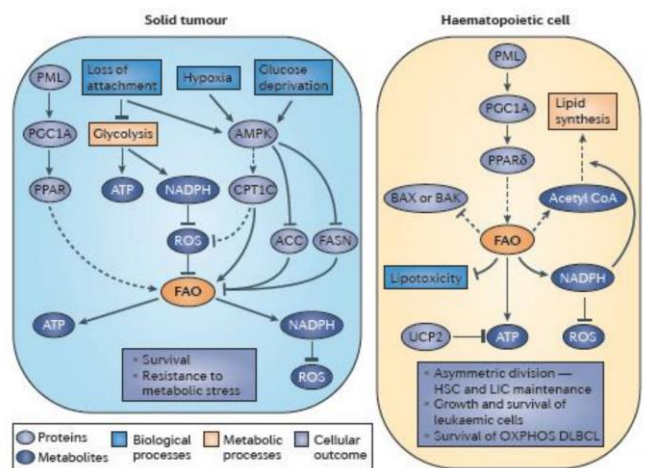 Solid tumour
PML
Loss of
attachment
Hypoxia
Glucose
deprivation
PGC1A
Glycolysis
AMPK
PPAR
ATP
NADPH
CPT1C
ROS
ACC
FASN
FAO
ATP
NADPH
ROS
• Survival
• Resistance to
metabolic stress
Haematopoietic cell
PML
PGC1A
Lipid
synthesis
PPARδ
BAX or BAK
Acetyl CoA
FAO
Lipotoxicity
NADPH
UCP2
ATP
ROS
• Asymmetric division —
HSC and LIC maintenance
• Growth and survival of
leukaemic cells
• Survival of OXPHOS DLBCL
Proteins
Metabolites
Biological
processes
Metabolic
processes
Cellular
outcome